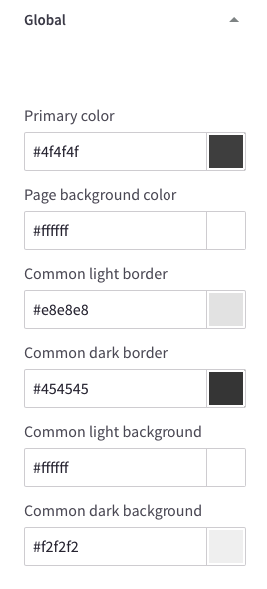 Global
Primary color
#4f4f4f
Page background color
#ffffff
Common light border
#e8e8e8
Common dark border
#454545
Common light background
#ffffff
Common dark background
#f2f2f2